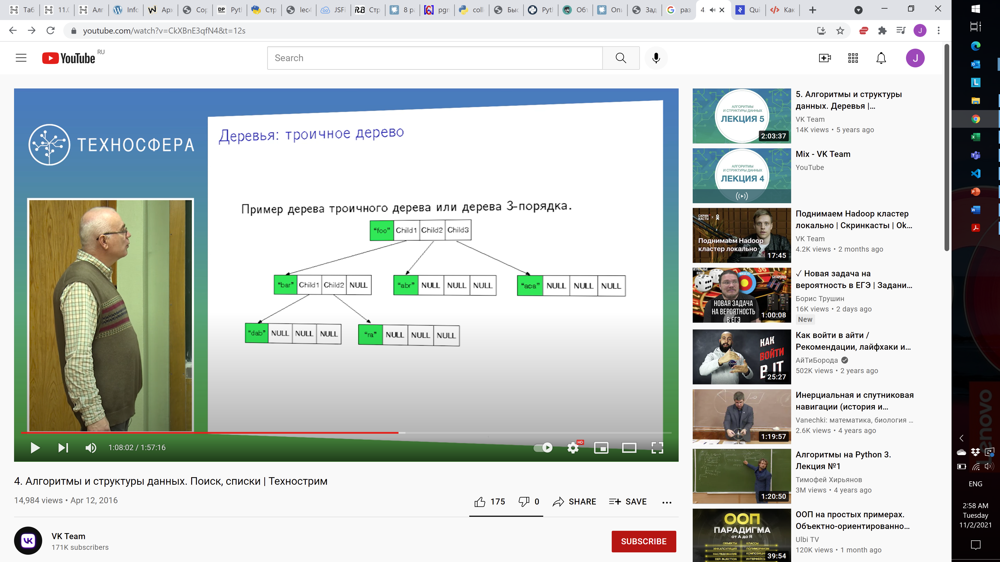 Таб
11.0
Алг
Info
Арх
Сор
Pyth
Стр
lec4
JSFi
Стр
8 ра
pgm
coll
Быс
Pyth
Объ
Опи
Зад
раз
4.
Qui
Как
youtube.com/watch?v=CkXBnE3qfN4&t=12s
J
YouTube RU
Search
J
ТЕХНОСФЕРА
Деревья: троичное дерево
Пример дерева троичного дерева или дерева 3-порядка.
“foo” Child1 Child2 Child3
“bar” Child1 Child2 NULL
“abr” NULL NULL NULL
“aca” NULL NULL NULL
“dab” NULL NULL NULL
“ra” NULL NULL NULL
1:08:02 / 1:57:16
HD
4. Алгоритмы и структуры данных. Поиск, списки | Технострим
14,984 views • Apr 12, 2016
175 0 SHARE SAVE
VK Team
171K subscribers
SUBSCRIBE
АЛГОРИТМЫ
И СТРУКТУРЫ ДАННЫХ
ЛЕКЦИЯ 5
2:03:37
5. Алгоритмы и структуры
данных. Деревья |...
VK Team
14K views • 5 years ago
АЛГОРИТМЫ
И СТРУКТУРЫ ДАННЫХ
ЛЕКЦИЯ 4
Mix - VK Team
YouTube
СКРИН
КАСТЫ
Поднимаем Hadoop
кластер локально
17:45
Поднимаем Hadoop кластер
локально | Скринкасты | Ok...
VK Team
4.2K views • 2 months ago
ИГРАЛЬНЫЕ
КОСТИ
МИШЕНЬ
БАТАРЕЙКИ
НОВАЯ ЗАДАЧА
НА ВЕРОЯТНОСТЬ
В ЕГЭ
1:00:08
✓ Новая задача на
вероятность в ЕГЭ | Задани...
Борис Трушин
16K views • 2 days ago
New
КАК
ВОЙТИ
В IT
25:27
Как войти в айти /
Рекомендации, лайфхаки и...
АйТиБорода
502K views • 2 years ago
1:19:57
Инерциальная и спутниковая
навигации (история и...
Vanechki: математика, биология ...
2.6K views • 4 years ago
1:20:50
Алгоритмы на Python 3.
Лекция №1
Тимофей Хирьянов
3M views • 4 years ago
ООП
ПАРАДИГМА
от А до Я
ОБЪЕКТЫ КЛАССЫ
ИНКАПСУЛЯЦИЯ ПОЛИМОРФИЗМ
НАСЛЕДОВАНИЕ
DEP. INJECTION
39:54
ООП на простых примерах.
Объектно-ориентированно...
Ulbi TV
120K views • 1 month ago
Lenovo
ENG
2:58 AM
Tuesday
11/2/2021